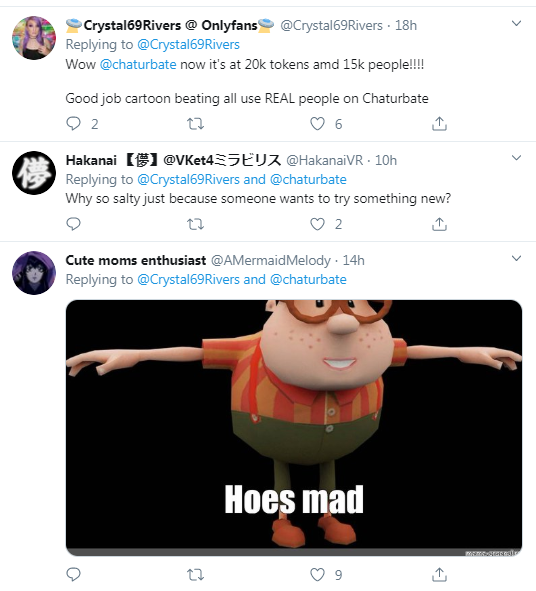 Crystal69Rivers @ Onlyfans @Crystal69Rivers · 18h
Replying to @Crystal69Rivers
Wow @chaturbate now it's at 20k tokens amd 15k people!!!!
Good job cartoon beating all use REAL people on Chaturbate
2 6
Hakanai 【儚】@VKet4ミラビリス @HakanaiVR · 10h
Replying to @Crystal69Rivers and @chaturbate
Why so salty just because someone wants to try something new?
2
Cute moms enthusiast @AMermaidMelody · 14h
Replying to @Crystal69Rivers and @chaturbate
Hoes mad
9